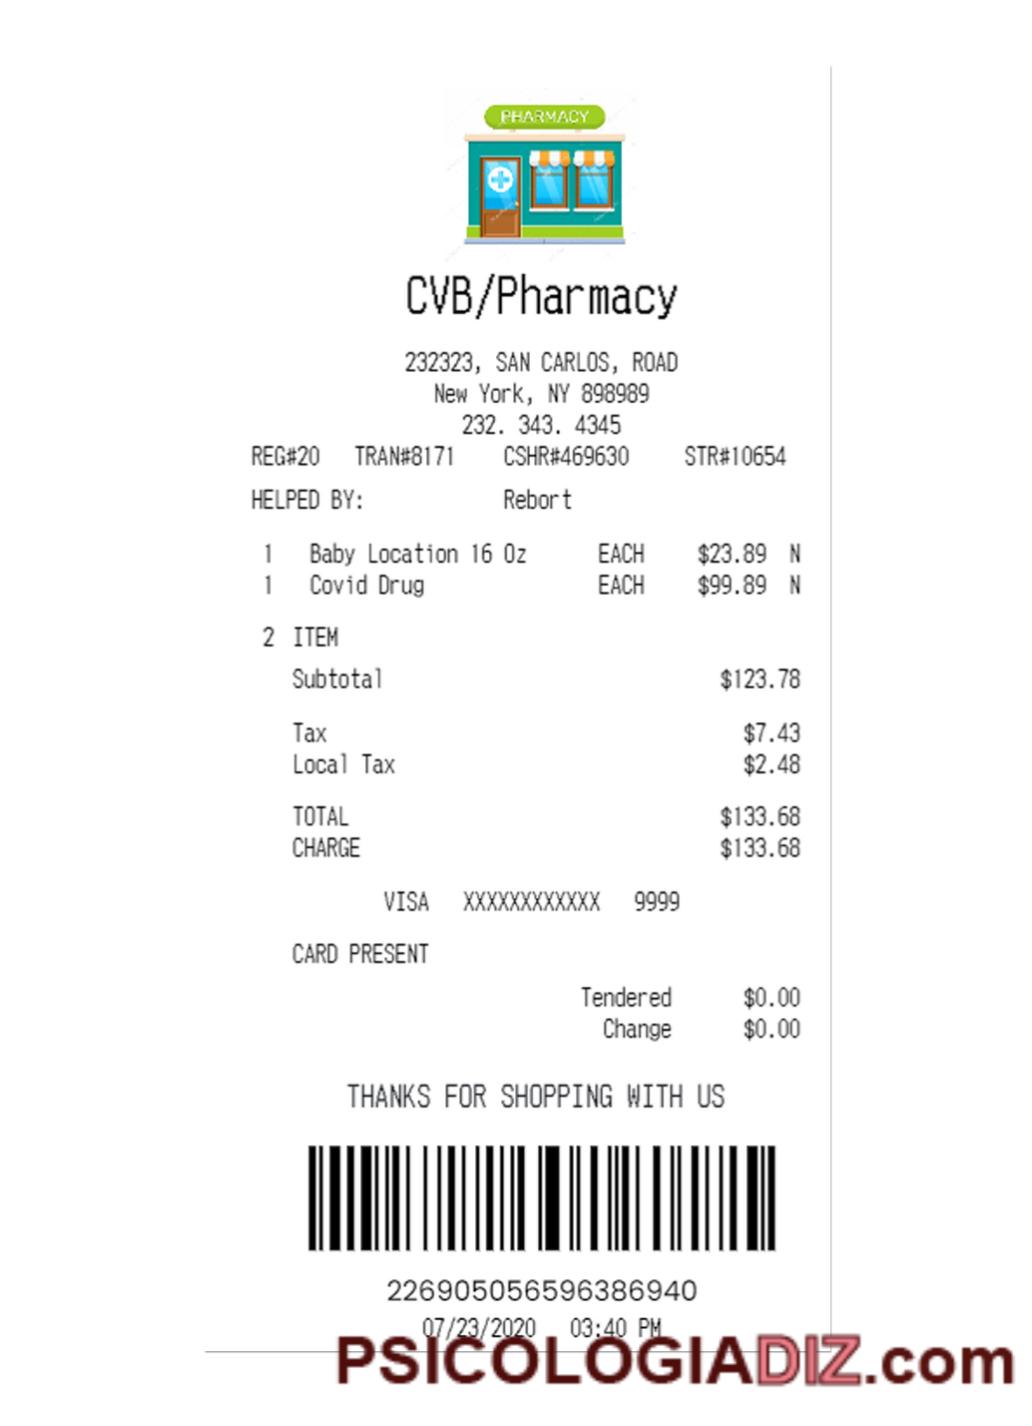 PHARMACY
CVB/Pharmacy
232323, SAN CARLOS, ROAD
New York, NY 898989
232. 343. 4345
REG#20 TRAN#8171 CSHR#469630 STR#10654
HELPED BY: Rebort
1 Baby Location 16 Oz EACH $23.89 N
1 Covid Drug EACH $99.89 N
2 ITEM
Subtotal $123.78
Tax $7.43
Local Tax $2.48
TOTAL $133.68
CHARGE $133.68
VISA XXXXXXXXXXXX 9999
CARD PRESENT
Tendered $0.00
Change $0.00
THANKS FOR SHOPPING WITH US
226905056596386940
07/23/2020 03:40 PM
PSICOLOGIADIZ.com